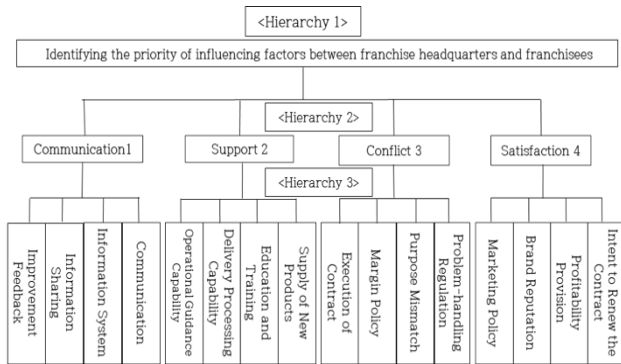 <Hierarchy 1>
Identifying the priority of influencing factors between franchise headquarters and franchisees
<Hierarchy 2>
Communication1
Support 2
Conflict 3
Satisfaction 4
<Hierarchy 3>
Improvement
Feedback
Information
Sharing
Information System
Communication
Operational Guidance
Capability
Delivery Processing
Capability
Education and
Training
Supply of New
Products
Execution of
Contract
Margin Policy
Purpose Mismatch
Problem-handling
Regulation
Marketing Policy
Brand Reputation
Profitability
Provision
Intent to Renew the
Contract